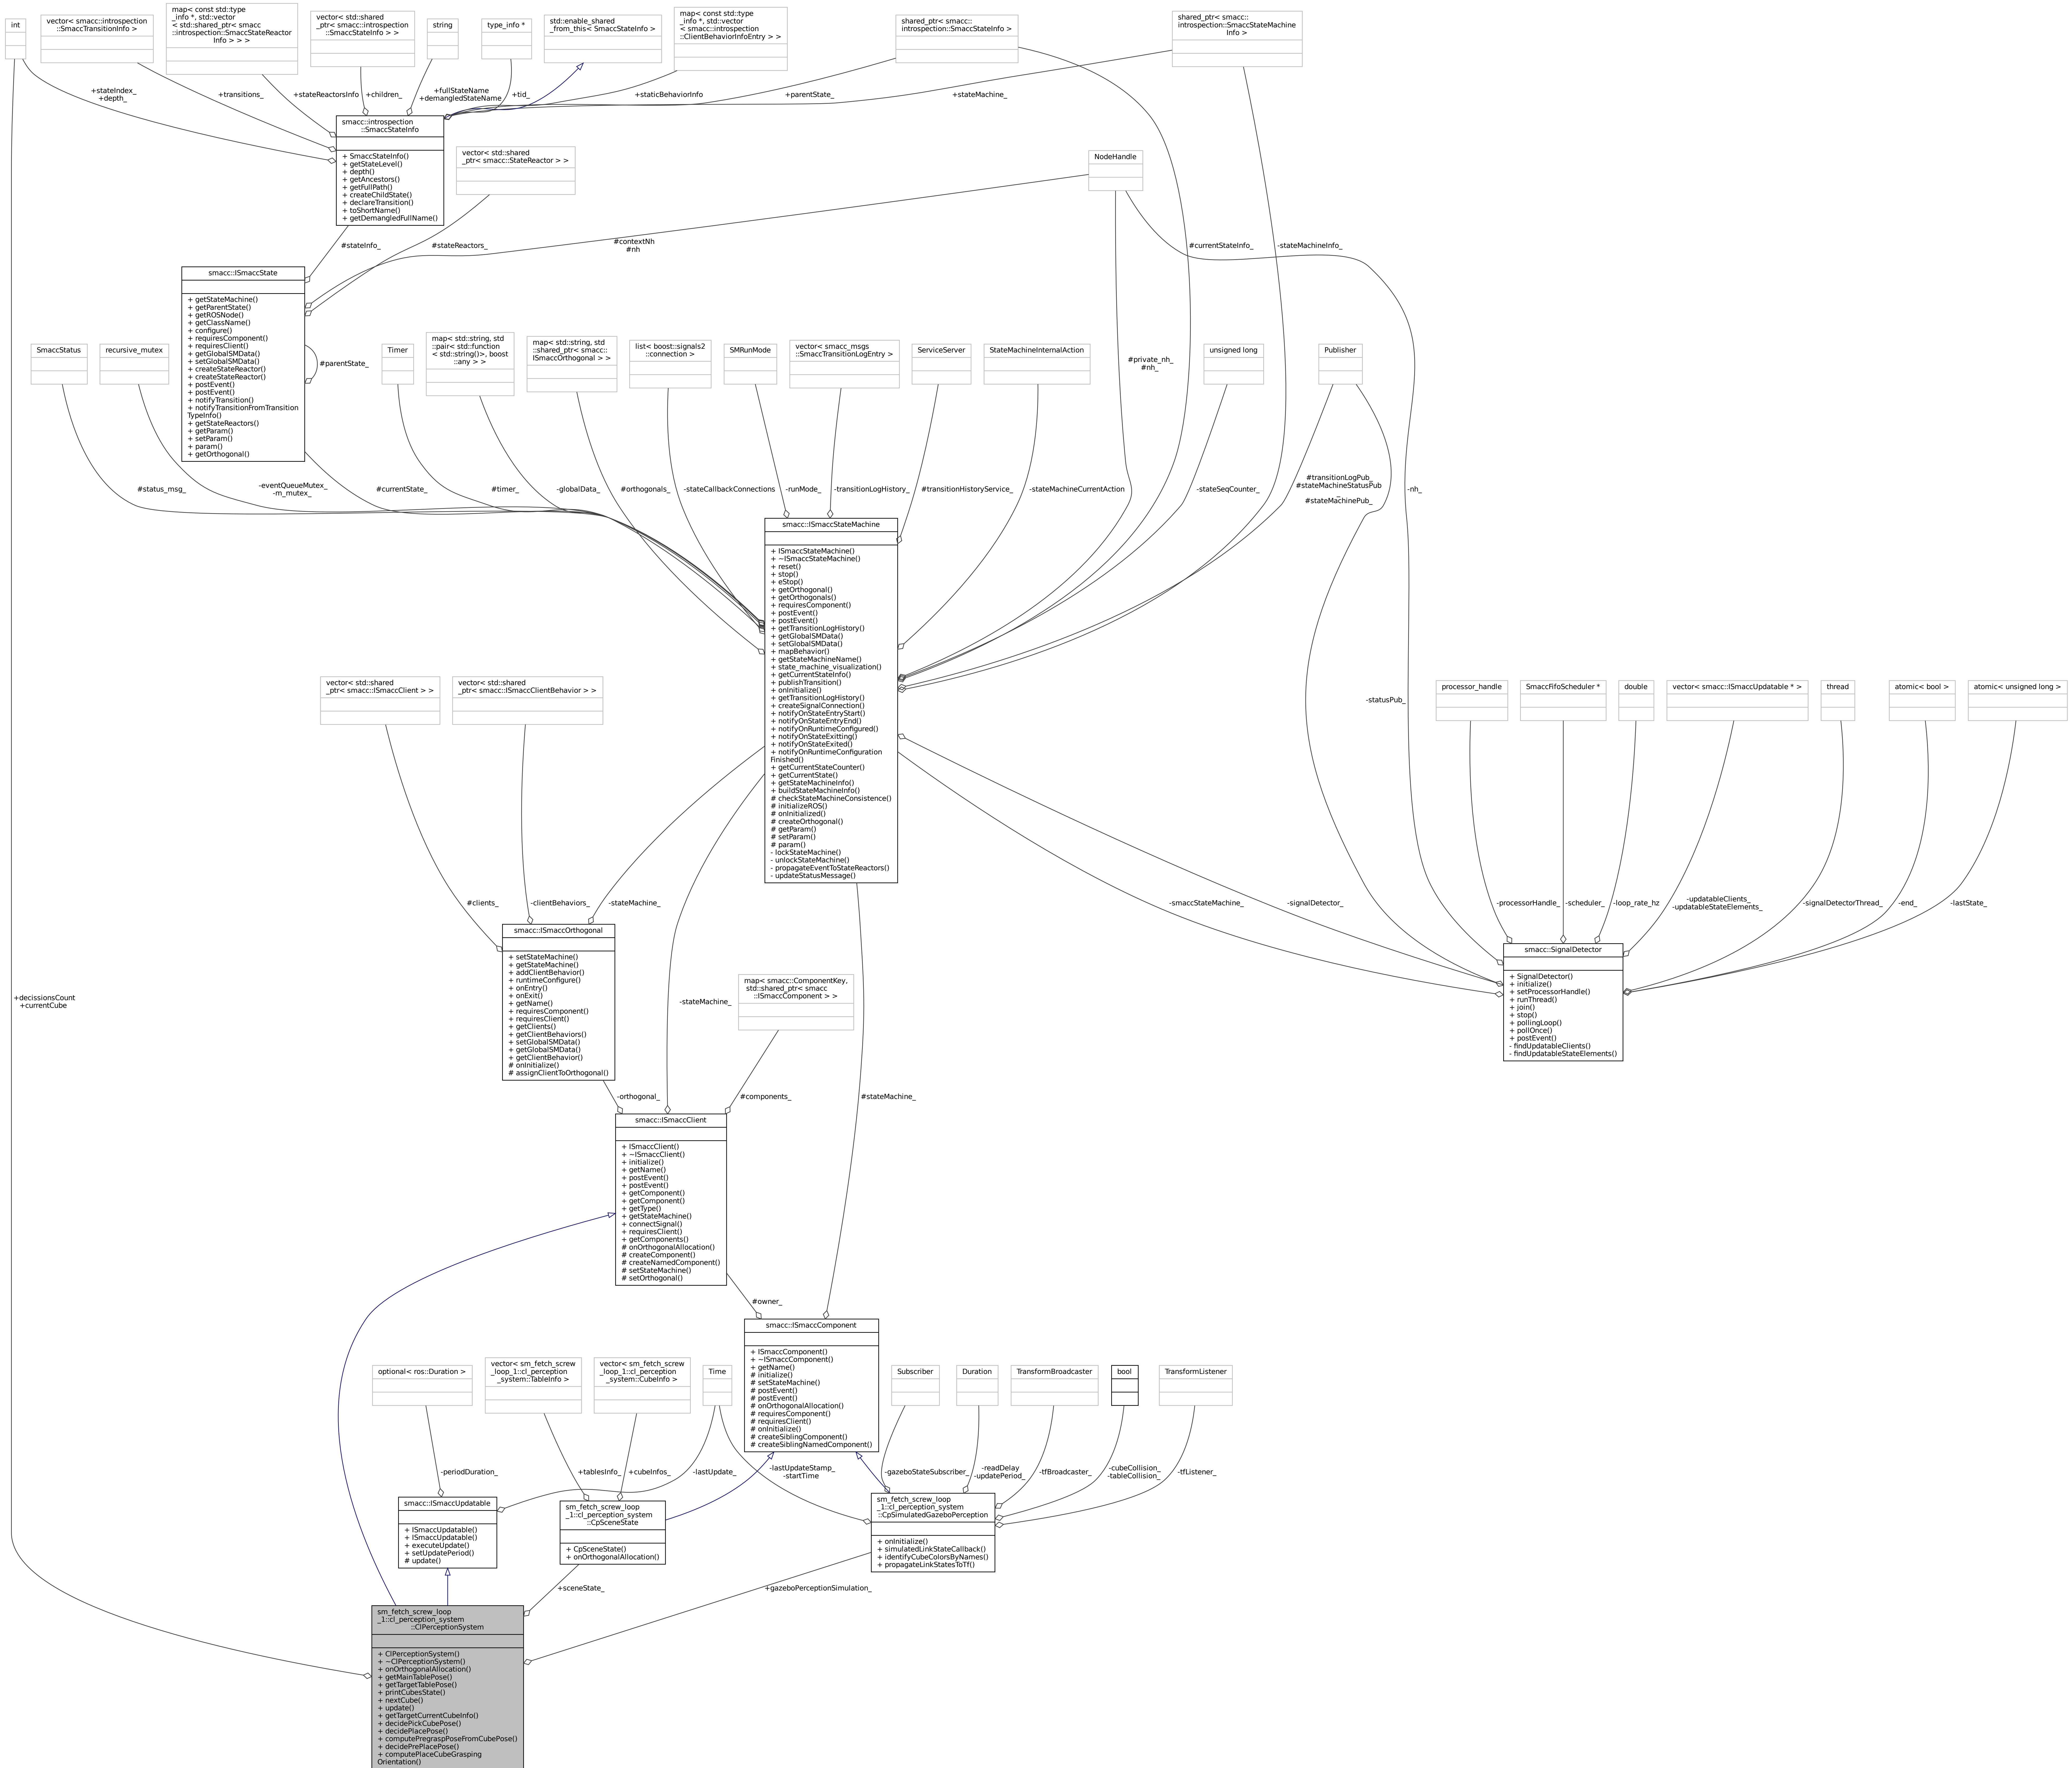 int
vector< smacc::introspection
::SmaccTransitionInfo >
map< const std::type
_info *, std::vector
< std::shared_ptr< smacc
::introspection::SmaccStateReactor
Info > > >
vector< std::shared
_ptr< smacc::introspection
::SmaccStateInfo > >
string
type_info *
std::enable_shared
_from_this< SmaccStateInfo >
map< const std::type
_info *, std::vector
< smacc::introspection
::ClientBehaviorInfoEntry > >
shared_ptr< smacc::
introspection::SmaccStateInfo >
shared_ptr< smacc::
introspection::SmaccStateMachine
Info >
+stateIndex_
+depth_
+transitions_
+stateReactorsInfo
+children_
+fullStateName
+demangledStateName
+tid_
+staticBehaviorInfo
+parentState_
+stateMachine_
smacc::introspection
::SmaccStateInfo
+ SmaccStateInfo()
+ getStateLevel()
+ depth()
+ getAncestors()
+ getFullPath()
+ createChildState()
+ declareTransition()
+ toShortName()
+ getDemangledFullName()
vector< std::shared
_ptr< smacc::StateReactor > >
NodeHandle
#stateInfo_
#stateReactors_
#contextNh
#nh
#currentStateInfo_
-stateMachineInfo_
smacc::ISmaccState
+ getStateMachine()
+ getParentState()
+ getROSNode()
+ getClassName()
+ configure()
+ requiresComponent()
+ requiresClient()
+ getGlobalSMData()
+ setGlobalSMData()
+ createStateReactor()
+ createStateReactor()
+ postEvent()
+ postEvent()
+ notifyTransition()
+ notifyTransitionFromTransition
TypeInfo()
+ getStateReactors()
+ getParam()
+ setParam()
+ param()
+ getOrthogonal()
#parentState_
SmaccStatus
recursive_mutex
Timer
map< std::string, std
::pair< std::function
< std::string()>, boost
::any > >
map< std::string, std
::shared_ptr< smacc::
ISmaccOrthogonal > >
list< boost::signals2
::connection >
SMRunMode
vector< smacc_msgs
::SmaccTransitionLogEntry >
ServiceServer
StateMachineInternalAction
#private_nh_
#nh_
unsigned long
Publisher
#status_msg_
-eventQueueMutex_
-m_mutex_
#currentState_
#timer_
-globalData_
#orthogonals_
-stateCallbackConnections
-runMode_
-transitionLogHistory_
#transitionHistoryService_
-stateMachineCurrentAction
-stateSeqCounter_
#transitionLogPub_
#stateMachineStatusPub
_
#stateMachinePub_
-nh_
smacc::ISmaccStateMachine
+ ISmaccStateMachine()
+ ~ISmaccStateMachine()
+ reset()
+ stop()
+ eStop()
+ getOrthogonal()
+ getOrthogonals()
+ requiresComponent()
+ postEvent()
+ postEvent()
+ getTransitionLogHistory()
+ getGlobalSMData()
+ setGlobalSMData()
+ mapBehavior()
+ getStateMachineName()
+ state_machine_visualization()
+ getCurrentStateInfo()
+ publishTransition()
+ onInitialize()
+ getTransitionLogHistory()
+ createSignalConnection()
+ notifyOnStateEntryStart()
+ notifyOnStateEntryEnd()
+ notifyOnRuntimeConfigured()
+ notifyOnStateExitting()
+ notifyOnStateExited()
+ notifyOnRuntimeConfiguration
Finished()
+ getCurrentStateCounter()
+ getCurrentState()
+ getStateMachineInfo()
+ buildStateMachineInfo()
# checkStateMachineConsistence()
# initializeROS()
# onInitialized()
# createOrthogonal()
# getParam()
# setParam()
# param()
- lockStateMachine()
- unlockStateMachine()
- propagateEventToStateReactors()
- updateStatusMessage()
vector< std::shared
_ptr< smacc::ISmaccClient > >
vector< std::shared
_ptr< smacc::ISmaccClientBehavior > >
-statusPub_
processor_handle
SmaccFifoScheduler *
double
vector< smacc::ISmaccUpdatable * >
thread
atomic< bool >
atomic< unsigned long >
#clients_
-clientBehaviors_
-stateMachine_
-smaccStateMachine_
-signalDetector_
-processorHandle_
-scheduler_
-loop_rate_hz
-updatableClients_
-updatableStateElements_
-signalDetectorThread_
-end_
-lastState_
smacc::ISmaccOrthogonal
+ setStateMachine()
+ getStateMachine()
+ addClientBehavior()
+ runtimeConfigure()
+ onEntry()
+ onExit()
+ getName()
+ requiresComponent()
+ requiresClient()
+ getClients()
+ getClientBehaviors()
+ setGlobalSMData()
+ getGlobalSMData()
+ getClientBehavior()
# onInitialize()
# assignClientToOrthogonal()
smacc::SignalDetector
+ SignalDetector()
+ initialize()
+ setProcessorHandle()
+ runThread()
+ join()
+ stop()
+ pollingLoop()
+ pollOnce()
+ postEvent()
- findUpdatableClients()
- findUpdatableStateElements()
+decissionsCount
+currentCube
-stateMachine_
map< smacc::ComponentKey,
std::shared_ptr< smacc
::ISmaccComponent > >
-orthogonal_
#components_
#stateMachine_
smacc::ISmaccClient
+ ISmaccClient()
+ ~ISmaccClient()
+ initialize()
+ getName()
+ postEvent()
+ postEvent()
+ getComponent()
+ getComponent()
+ getType()
+ getStateMachine()
+ connectSignal()
+ requiresClient()
+ getComponents()
# onOrthogonalAllocation()
# createComponent()
# createNamedComponent()
# setStateMachine()
# setOrthogonal()
#owner_
smacc::ISmaccComponent
+ ISmaccComponent()
+ ~ISmaccComponent()
+ getName()
# initialize()
# setStateMachine()
# postEvent()
# postEvent()
# onOrthogonalAllocation()
# requiresComponent()
# requiresClient()
# onInitialize()
# createSiblingComponent()
# createSiblingNamedComponent()
optional< ros::Duration >
vector< sm_fetch_screw
_loop_1::cl_perception
_system::TableInfo >
vector< sm_fetch_screw
_loop_1::cl_perception
_system::CubeInfo >
Time
Subscriber
Duration
TransformBroadcaster
bool
TransformListener
-periodDuration_
+tablesInfo_
+cubeInfos_
-lastUpdate_
-lastUpdateStamp_
-startTime
-gazeboStateSubscriber_
-readDelay
-updatePeriod_
-tfBroadcaster_
-cubeCollision_
-tableCollision_
-tfListener_
smacc::ISmaccUpdatable
+ ISmaccUpdatable()
+ ISmaccUpdatable()
+ executeUpdate()
+ setUpdatePeriod()
# update()
sm_fetch_screw_loop
_1::cl_perception_system
::CpSceneState
+ CpSceneState()
+ onOrthogonalAllocation()
sm_fetch_screw_loop
_1::cl_perception_system
::CpSimulatedGazeboPerception
+ onInitialize()
+ simulatedLinkStateCallback()
+ identifyCubeColorsByNames()
+ propagateLinkStatesToTf()
+sceneState_
+gazeboPerceptionSimulation_
sm_fetch_screw_loop
_1::cl_perception_system
::ClPerceptionSystem
+ ClPerceptionSystem()
+ ~ClPerceptionSystem()
+ onOrthogonalAllocation()
+ getMainTablePose()
+ getTargetTablePose()
+ printCubesState()
+ nextCube()
+ update()
+ getTargetCurrentCubeInfo()
+ decidePickCubePose()
+ decidePlacePose()
+ computePregraspPoseFromCubePose()
+ decidePrePlacePose()
+ computePlaceCubeGrasping
Orientation()